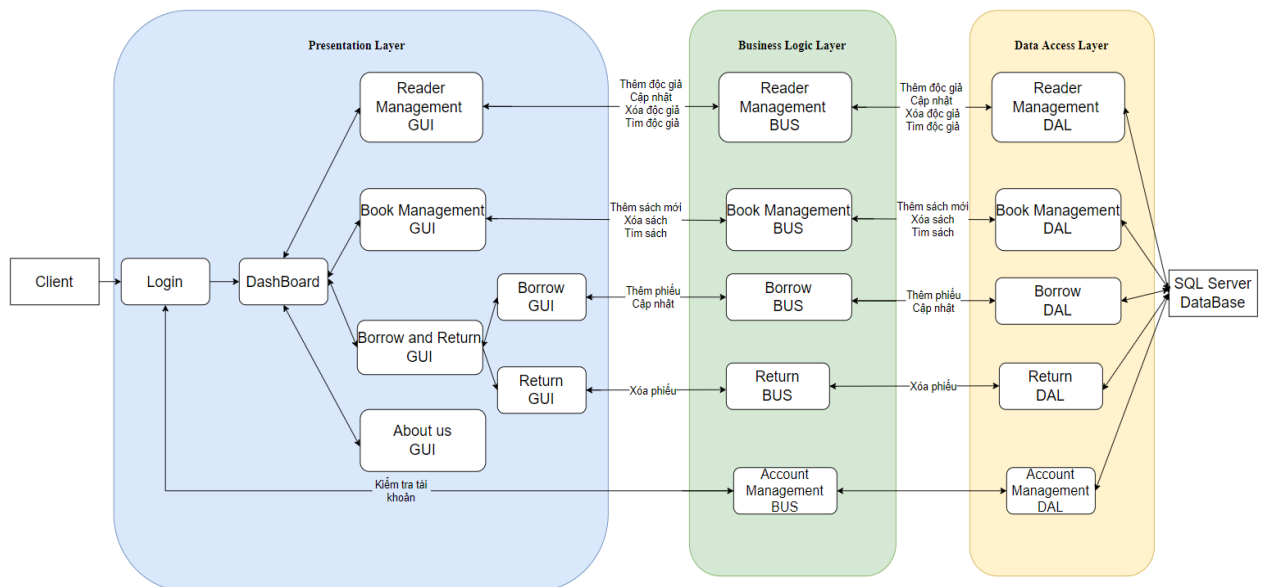 Presentation Layer
Business Logic Layer
Data Access Layer
Reader
Management
GUI
Thêm độc giả
Cập nhật
Xóa độc giả
Tìm độc giả
Reader
Management
BUS
Thêm độc giả
Cập nhật
Xóa độc giả
Tìm độc giả
Reader
Management
DAL
Book Management
GUI
Thêm sách mới
Xóa sách
Tìm sách
Book Management
BUS
Thêm sách mới
Xóa sách
Tìm sách
Book Management
DAL
Client
Login
DashBoard
Borrow
GUI
Thêm phiếu
Cập nhật
Borrow
BUS
Thêm phiếu
Cập nhật
Borrow
DAL
SQL Server
DataBase
Borrow and Return
GUI
Return
GUI
Xóa phiếu
Return
BUS
Xóa phiếu
Return
DAL
About us
GUI
Kiểm tra tài
khoản
Account
Management
BUS
Account
Management
DAL